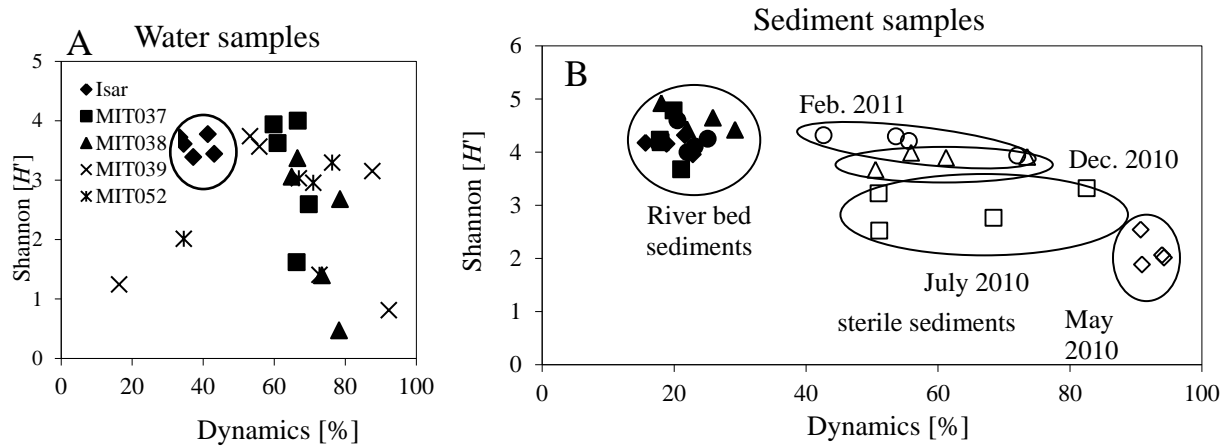 A
Water samples
Shannon [H']
5
4
3
2
1
0
Isar
MIT037
MIT038
MIT039
MIT052
0
20
40
60
80
100
Dynamics [%]
Sediment samples
B
Shannon [H']
6
5
4
3
2
1
0
Feb. 2011
Dec. 2010
River bed
sediments
July 2010
sterile sediments
May
2010
0
20
40
60
80
100
Dynamics [%]